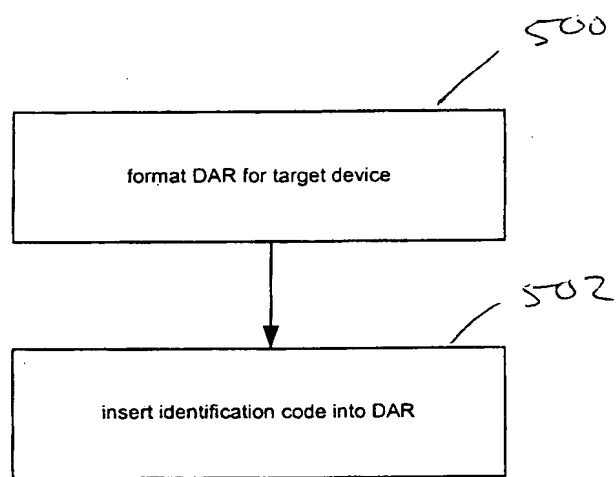 500
format DAR for target device
502
insert identification code into DAR